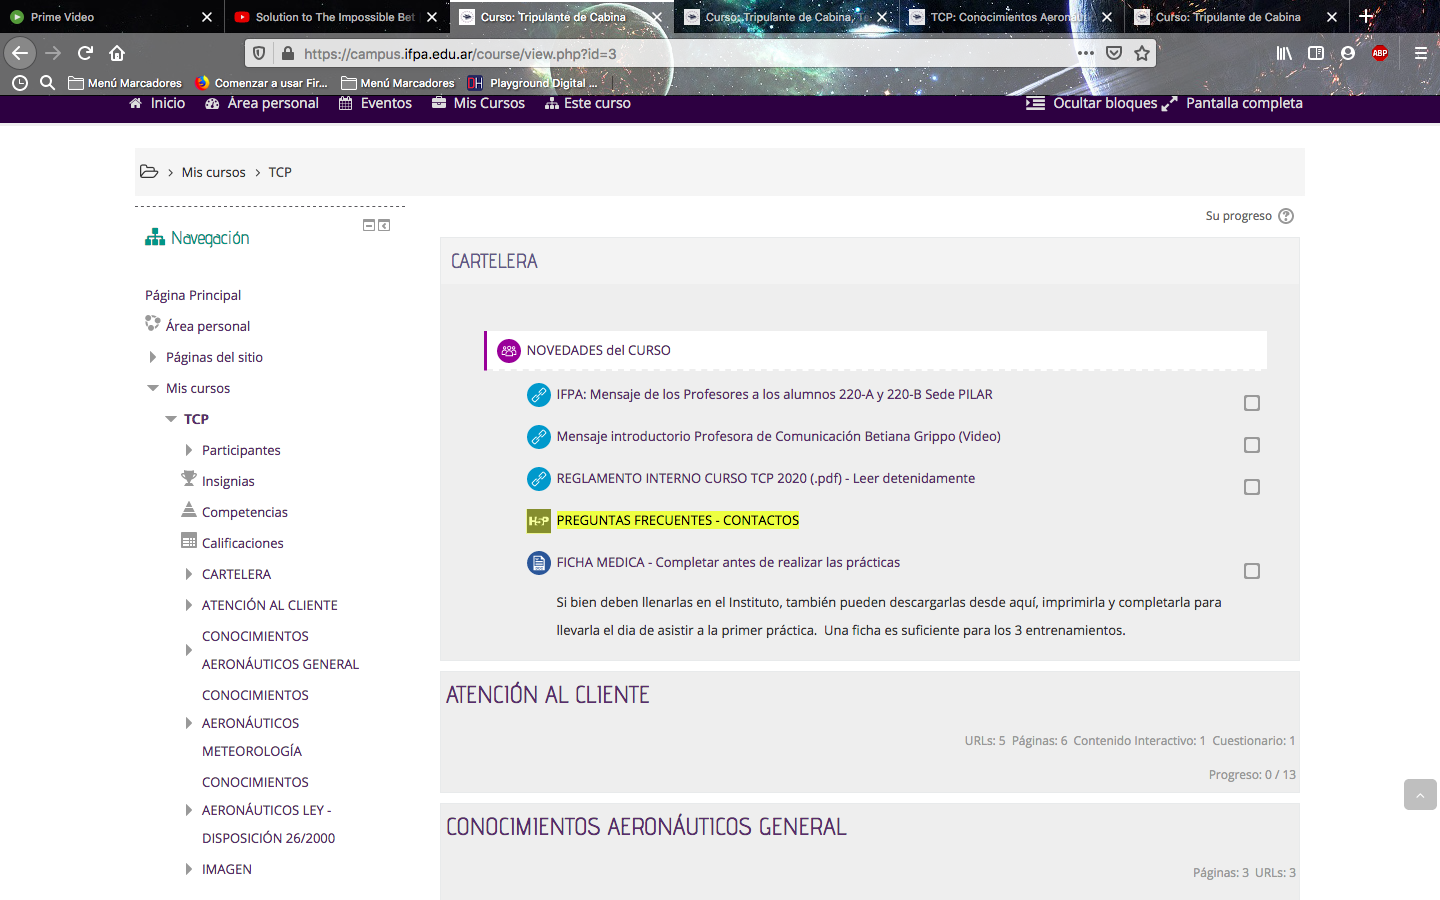 Prime Video
Solution to The Impossible Bet
Curso: Tripulante de Cabina
Curso: Tripulante de Cabina, Te
TCP: Conocimientos Aeronáutic
Curso: Tripulante de Cabina
https://campus.ifpa.edu.ar/course/view.php?id=3
ABP
Menú Marcadores
Comenzar a usar Fir...
Menú Marcadores
Playground Digital ...
Inicio
Área personal
Eventos
Mis Cursos
Este curso
Ocultar bloques
Pantalla completa
Mis cursos
TCP
Su progreso
Navegación
Página Principal
Área personal
Páginas del sitio
Mis cursos
TCP
Participantes
Insignias
Competencias
Calificaciones
CARTELERA
ATENCIÓN AL CLIENTE
CONOCIMIENTOS
AERONÁUTICOS GENERAL
CONOCIMIENTOS
AERONÁUTICOS
METEOROLOGÍA
CONOCIMIENTOS
AERONÁUTICOS LEY -
DISPOSICIÓN 26/2000
IMAGEN
CARTELERA
NOVEDADES del CURSO
IFPA: Mensaje de los Profesores a los alumnos 220-A y 220-B Sede PILAR
Mensaje introductorio Profesora de Comunicación Betiana Grippo (Video)
REGLAMENTO INTERNO CURSO TCP 2020 (.pdf) - Leer detenidamente
H-P PREGUNTAS FRECUENTES - CONTACTOS
FICHA MEDICA - Completar antes de realizar las prácticas
Si bien deben llenarlas en el Instituto, también pueden descargarlas desde aquí, imprimirla y completarla para
llevarla el dia de asistir a la primer práctica. Una ficha es suficiente para los 3 entrenamientos.
ATENCIÓN AL CLIENTE
URLs: 5 Páginas: 6 Contenido Interactivo: 1 Cuestionario: 1
Progreso: 0 / 13
CONOCIMIENTOS AERONÁUTICOS GENERAL
Páginas: 3 URLs: 3